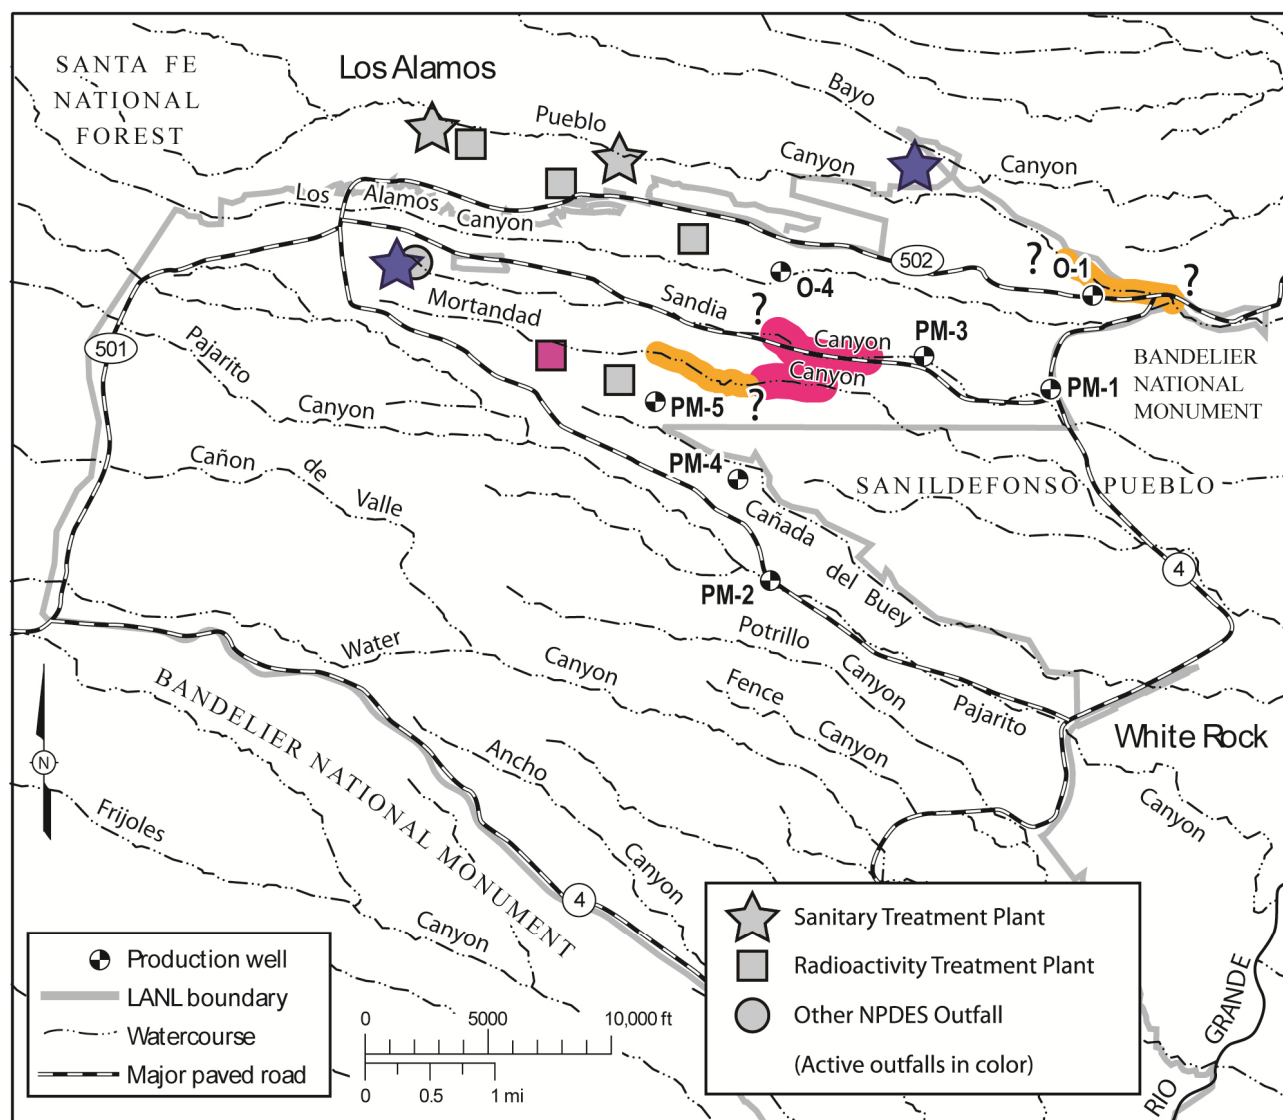 SANTA FE
NATIONAL
FOREST
Los Alamos
Bayo
Pueblo
Canyon
Canyon
Los
Alamos
Canyon
502
?
O-1
?
O-4
Sandia
?
Mortandad
Canyon
PM-3
501
Pajarito
BANDELIER
NATIONAL
MONUMENT
Canyon
PM-1
Canyon
PM-5
?
Cañon
de
Valle
PM-4
SAN ILDEFONSO PUEBLO
Cañada
del
Buey
4
PM-2
Potrillo
Canyon
Water
Canyon
Fence
Canyon
Pajarito
White Rock
BANDELIER NATIONAL MONUMENT
N
Ancho
Canyon
Canyon
Frijoles
Canyon
4
RIO
GRANDE
Production well
LANL boundary
Watercourse
Major paved road
0
5000
10,000 ft
0
0.5
1 mi
Sanitary Treatment Plant
Radioactivity Treatment Plant
Other NPDES Outfall
(Active outfalls in color)